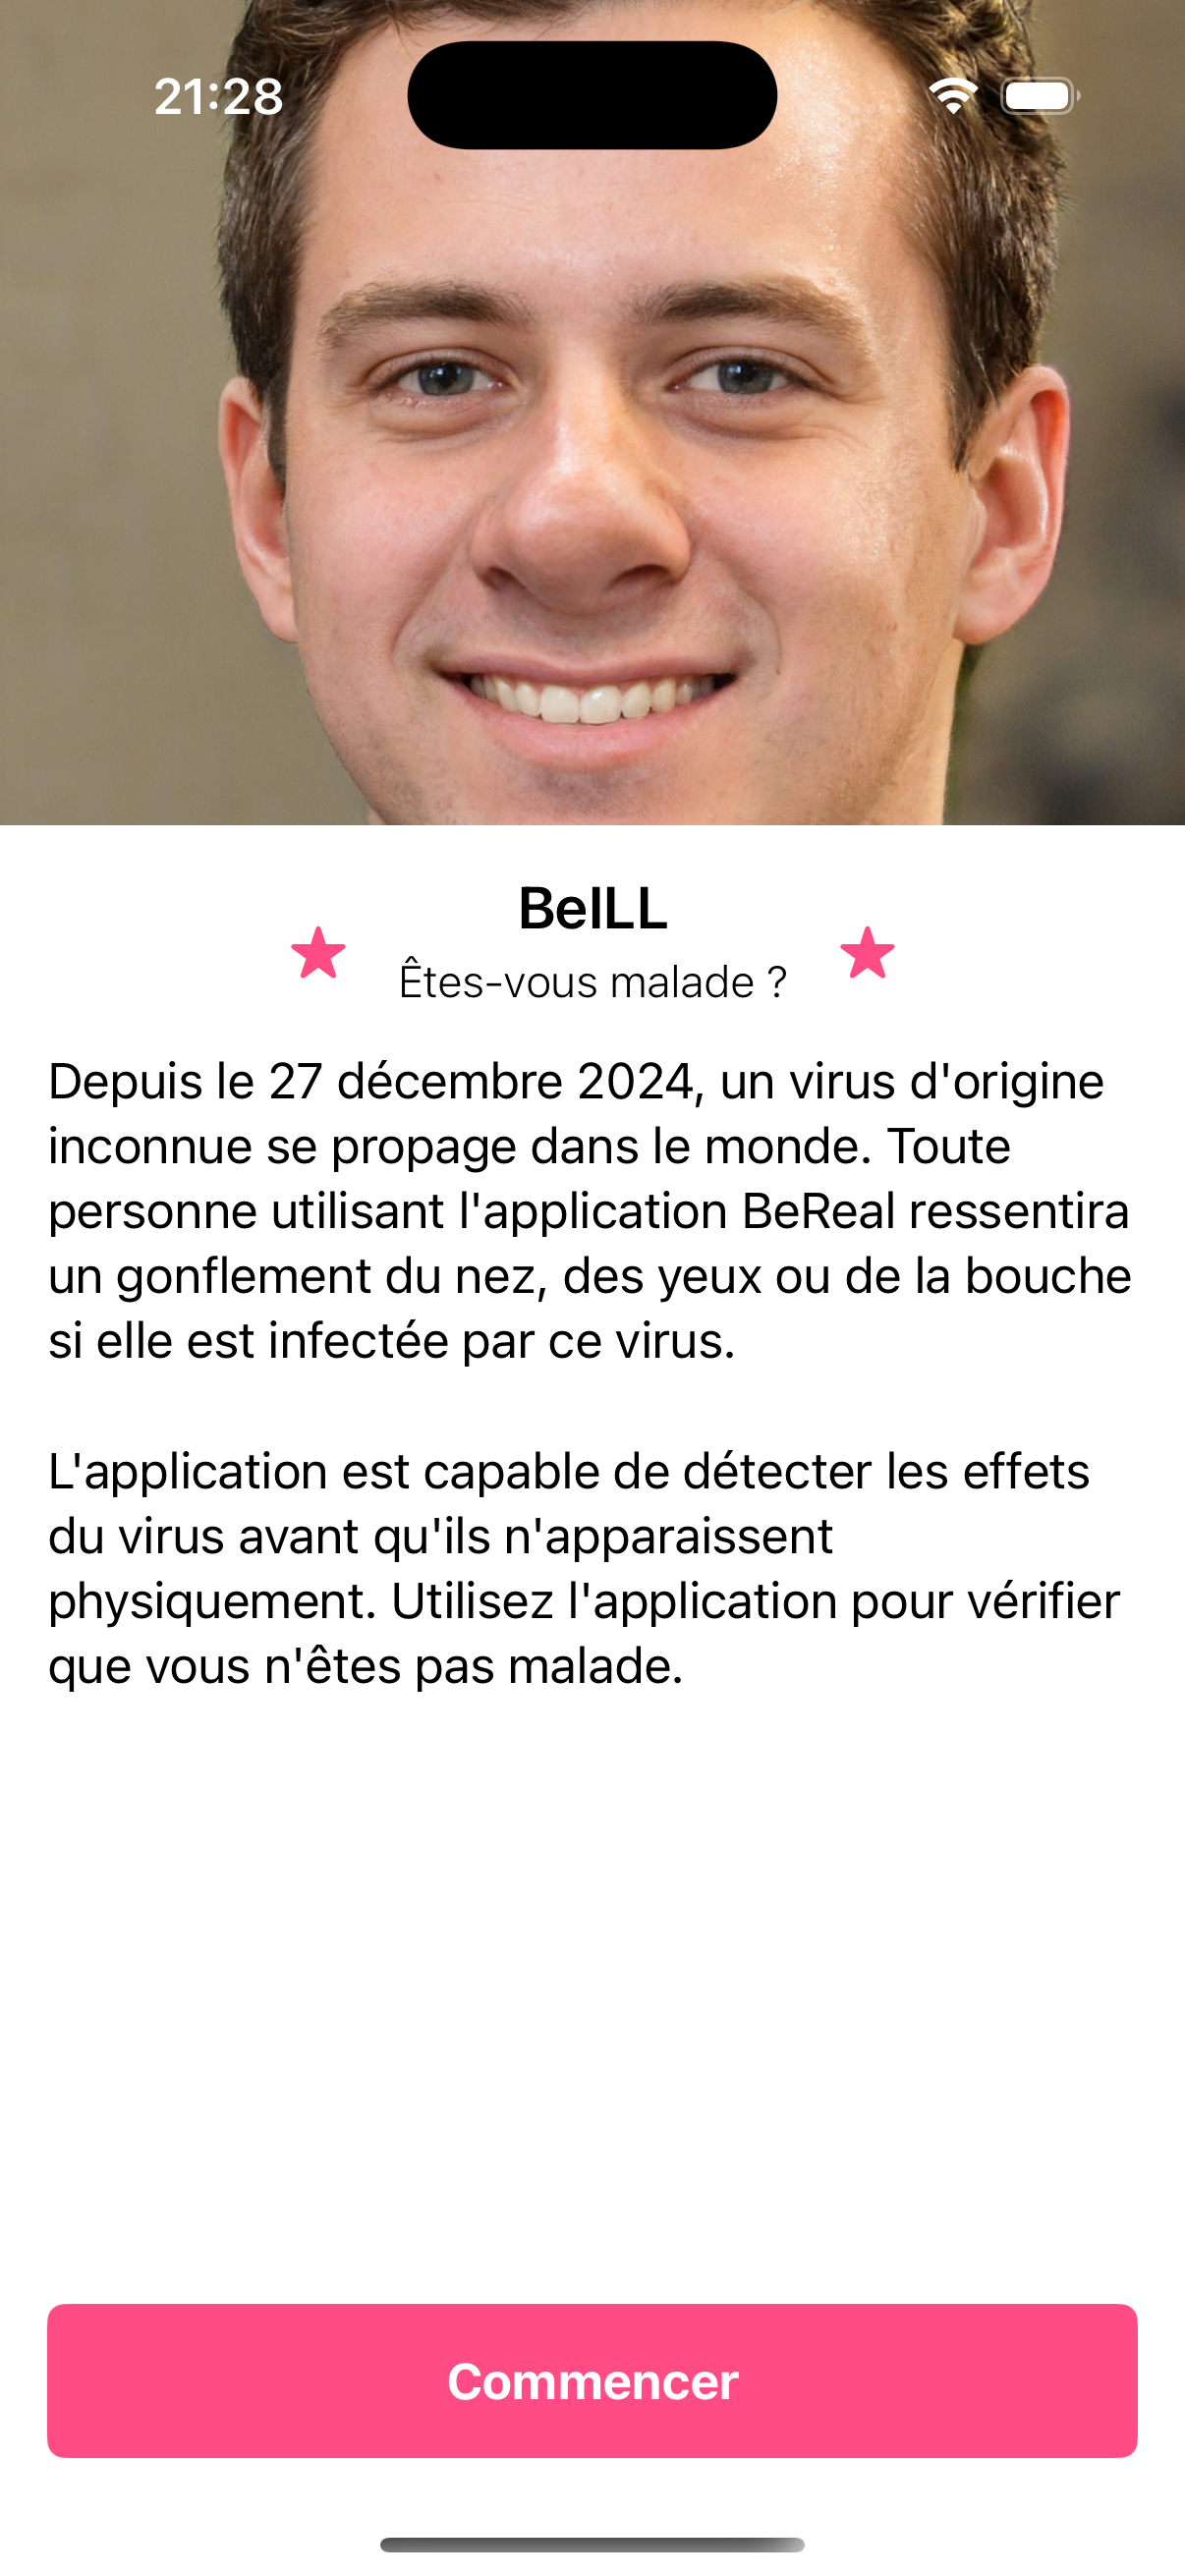 21:28
BeILL
Êtes-vous malade ?
Depuis le 27 décembre 2024, un virus d'origine
inconnue se propage dans le monde. Toute
personne utilisant l'application BeReal ressentira
un gonflement du nez, des yeux ou de la bouche
si elle est infectée par ce virus.
L'application est capable de détecter les effets
du virus avant qu'ils n'apparaissent
physiquement. Utilisez l'application pour vérifier
que vous n'êtes pas malade.
Commencer